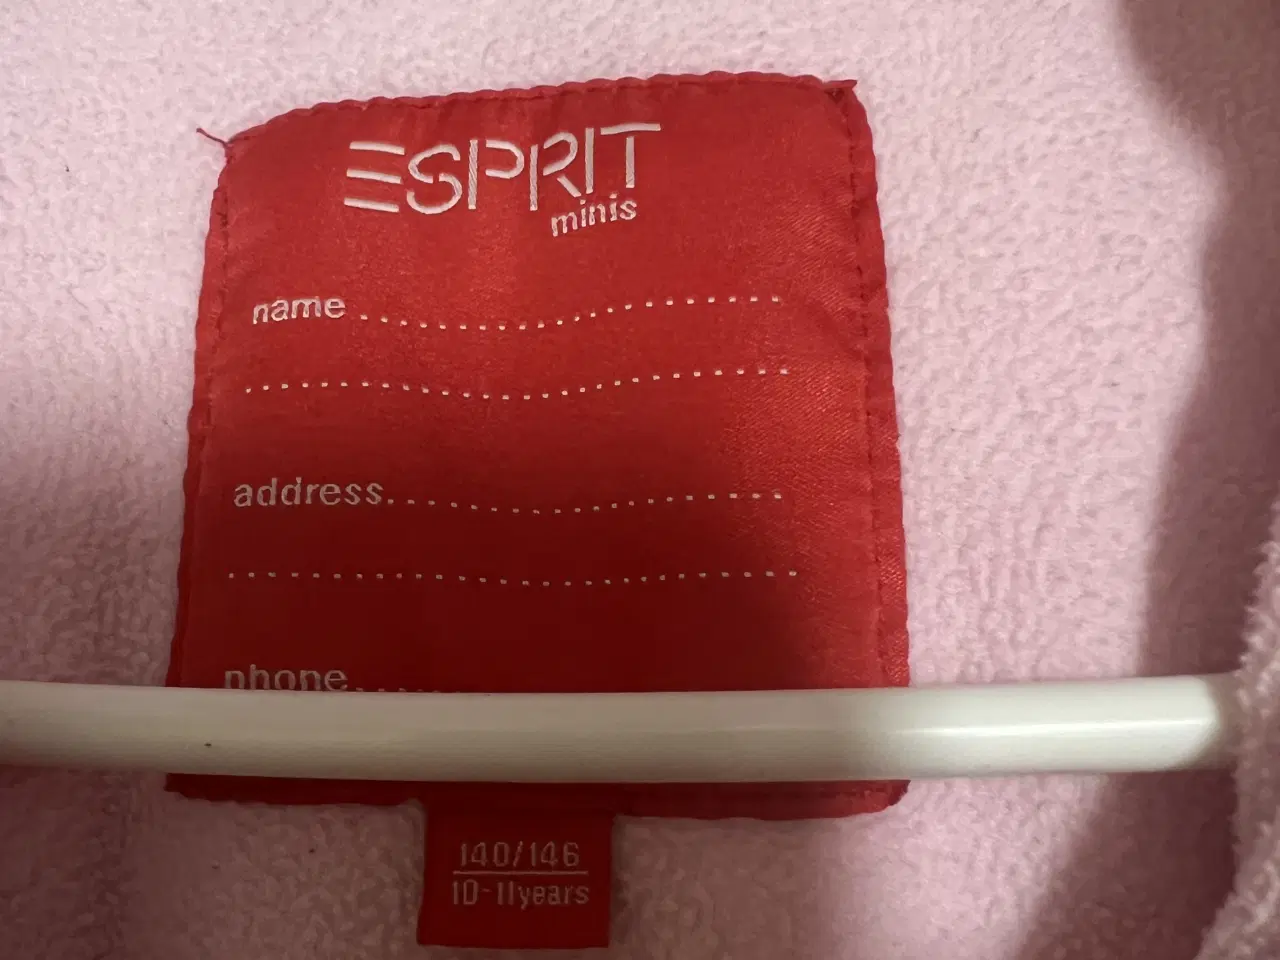 ESPRIT
minis
name....................
............................
address..................
............................
phone......
140/146
10-11years